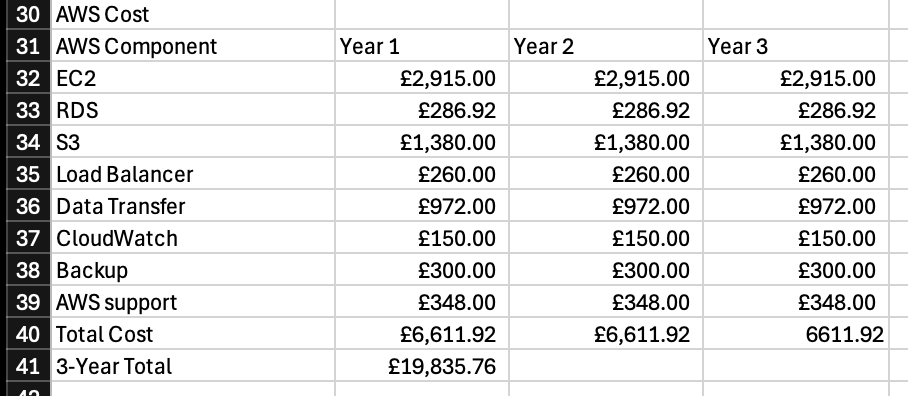 30 AWS Cost
31 AWS Component Year 1 Year 2 Year 3
32 EC2 £2,915.00 £2,915.00 £2,915.00
33 RDS £286.92 £286.92 £286.92
34 S3 £1,380.00 £1,380.00 £1,380.00
35 Load Balancer £260.00 £260.00 £260.00
36 Data Transfer £972.00 £972.00 £972.00
37 CloudWatch £150.00 £150.00 £150.00
38 Backup £300.00 £300.00 £300.00
39 AWS support £348.00 £348.00 £348.00
40 Total Cost £6,611.92 £6,611.92 6611.92
41 3-Year Total £19,835.76